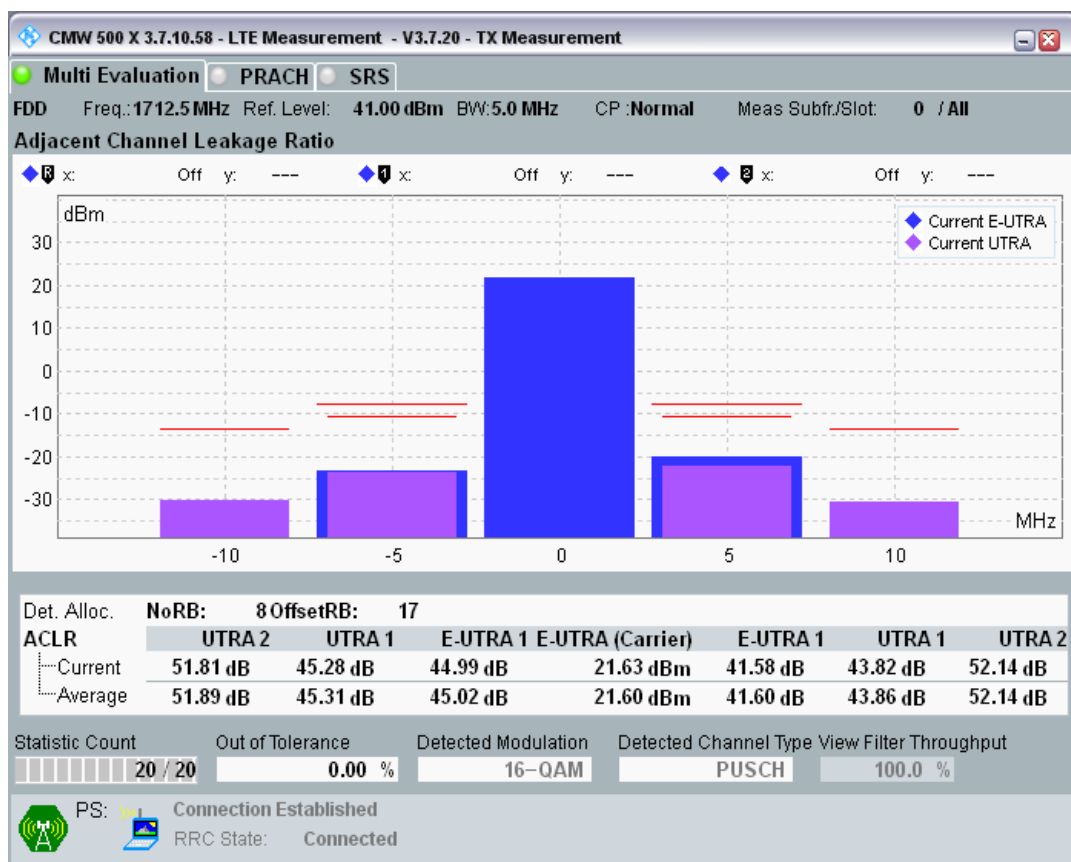 CMW 500 X 3.7.10.58 - LTE Measurement - V3.7.20 - TX Measurement
Multi Evaluation PRACH SRS
FDD Freq.:1712.5 MHz Ref. Level: 41.00 dBm BW:5.0 MHz CP :Normal Meas Subfr./Slot: 0 / All
Adjacent Channel Leakage Ratio
R x: Off y: --- 1 x: Off y: --- 2 x: Off y: ---
dBm
Current E-UTRA
Current UTRA
30
20
10
0
-10
-20
-30
MHz
-10 -5 0 5 10
Det. Alloc. NoRB: 8 OffsetRB: 17
ACLR UTRA 2 UTRA 1 E-UTRA 1 E-UTRA (Carrier) E-UTRA 1 UTRA 1 UTRA 2
Current 51.81 dB 45.28 dB 44.99 dB 21.63 dBm 41.58 dB 43.82 dB 52.14 dB
Average 51.89 dB 45.31 dB 45.02 dB 21.60 dBm 41.60 dB 43.86 dB 52.14 dB
Statistic Count Out of Tolerance Detected Modulation Detected Channel Type View Filter Throughput
20 / 20 0.00 % 16-QAM PUSCH 100.0 %
PS: Connection Established
RRC State: Connected